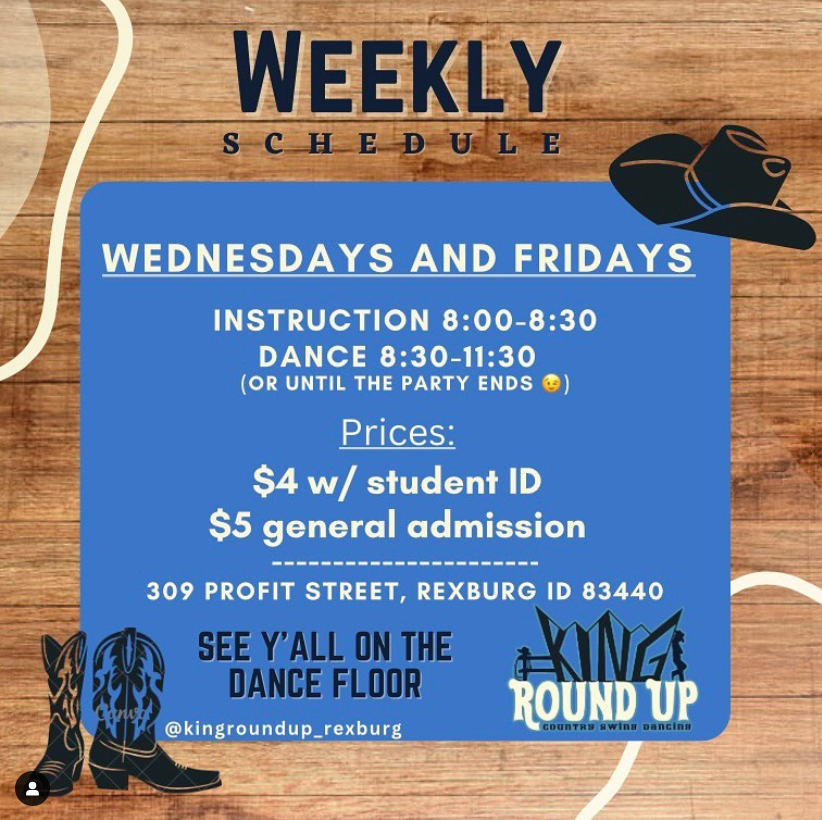 WEEKLY
SCHEDULE
WEDNESDAYS AND FRIDAYS
INSTRUCTION 8:00-8:30
DANCE 8:30-11:30
(OR UNTIL THE PARTY ENDS 😉)
Prices:
$4 w/ student ID
$5 general admission
----------------------
309 PROFIT STREET, REXBURG ID 83440
SEE Y'ALL ON THE
DANCE FLOOR
KING
ROUND UP
COUNTRY SWING DANCING
@kingroundup_rexburg
Canva